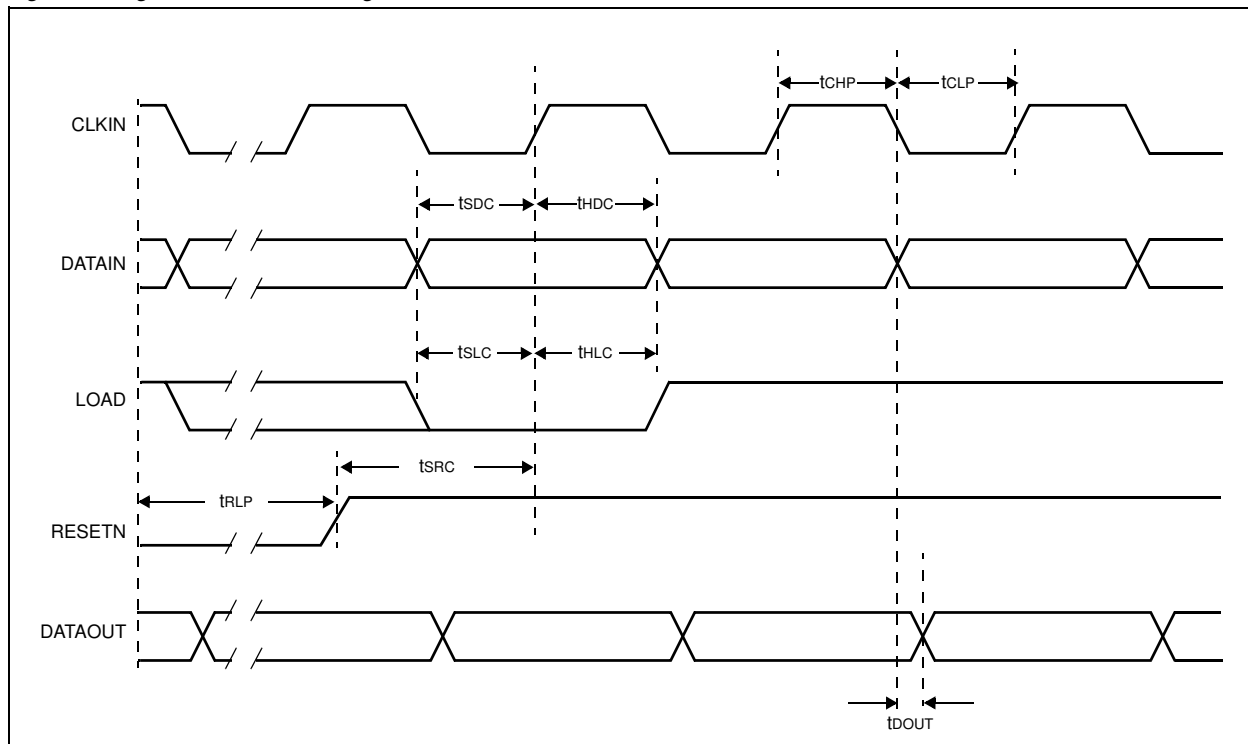 CLKIN
tCHP
tCLP
tSDC
tHDC
DATAIN
tSLC
tHLC
LOAD
tSRC
tRLP
RESETN
DATAOUT
tDOUT